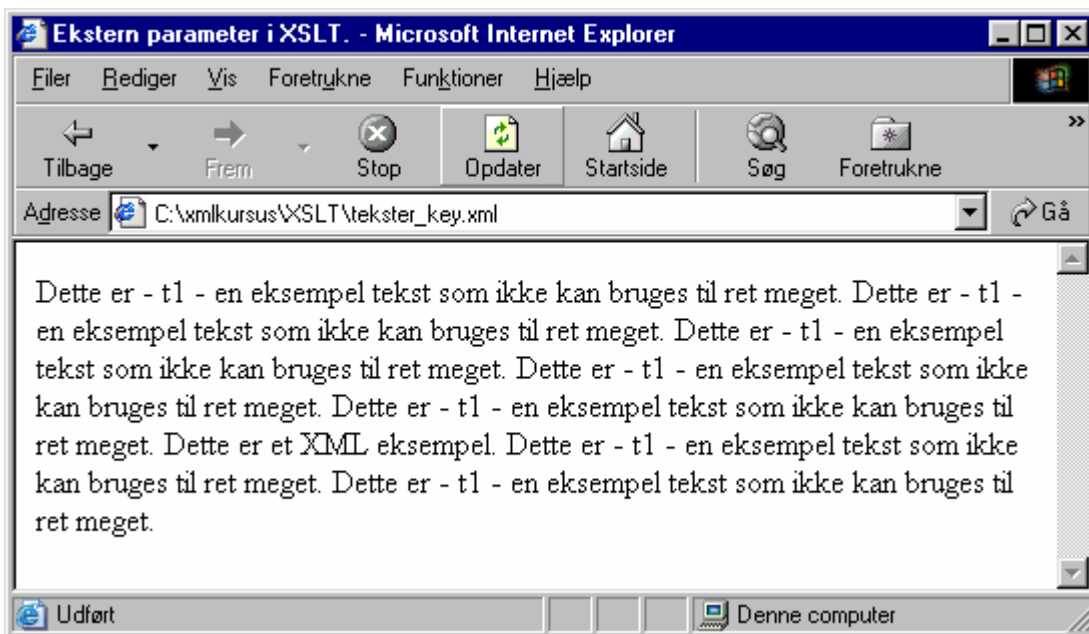 Ekstern parameter i XSLT. - Microsoft Internet Explorer
Filer Rediger Vis Foretrukne Funktioner Hjælp
Tilbage Frem Stop Opdater Startside Søg Foretrukne »
Adresse C:\xmlkursus\XSLT\tekster_key.xml Gå
Dette er - t1 - en eksempel tekst som ikke kan bruges til ret meget. Dette er - t1 -
en eksempel tekst som ikke kan bruges til ret meget. Dette er - t1 - en eksempel
tekst som ikke kan bruges til ret meget. Dette er - t1 - en eksempel tekst som ikke
kan bruges til ret meget. Dette er - t1 - en eksempel tekst som ikke kan bruges til
ret meget. Dette er et XML eksempel. Dette er - t1 - en eksempel tekst som ikke
kan bruges til ret meget. Dette er - t1 - en eksempel tekst som ikke kan bruges til
ret meget.
Udført Denne computer